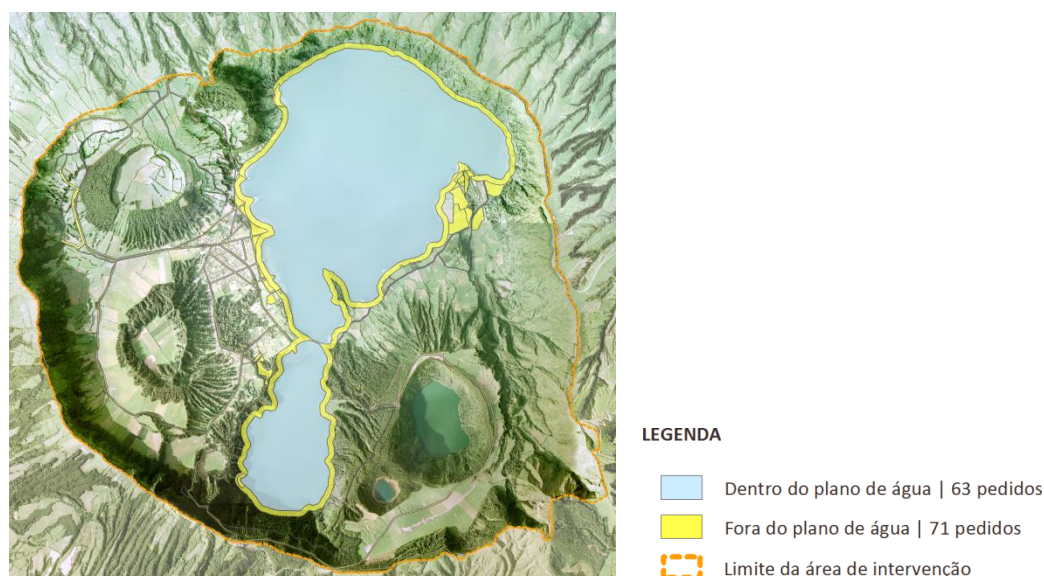 LEGENDA
Dentro do plano de água | 63 pedidos
Fora do plano de água | 71 pedidos
Limite da área de intervenção